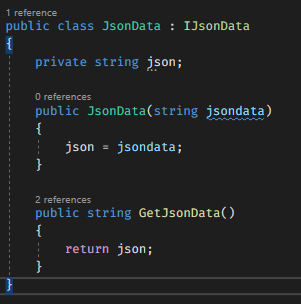 1 reference
public class JsonData : IJsonData
{
    private string json;
    0 references
    public JsonData(string jsondata)
    {
        json = jsondata;
    }
    2 references
    public string GetJsonData()
    {
        return json;
    }
}